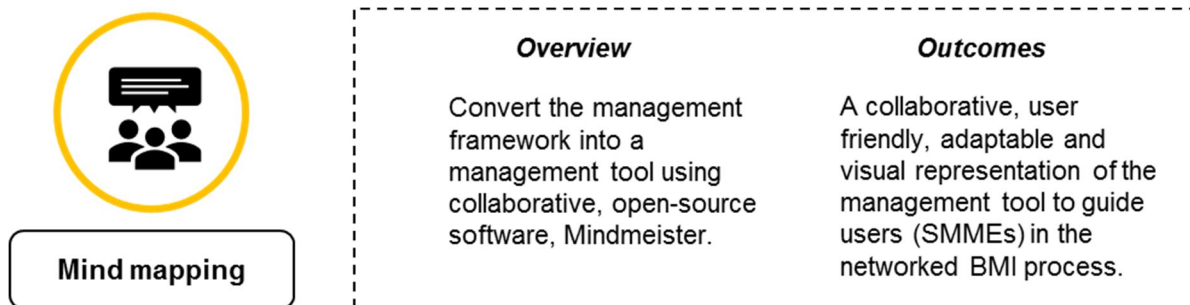 Mind mapping
Overview
Convert the management
framework into a
management tool using
collaborative, open-source
software, Mindmeister.
Outcomes
A collaborative, user
friendly, adaptable and
visual representation of the
management tool to guide
users (SMMEs) in the
networked BMI process.